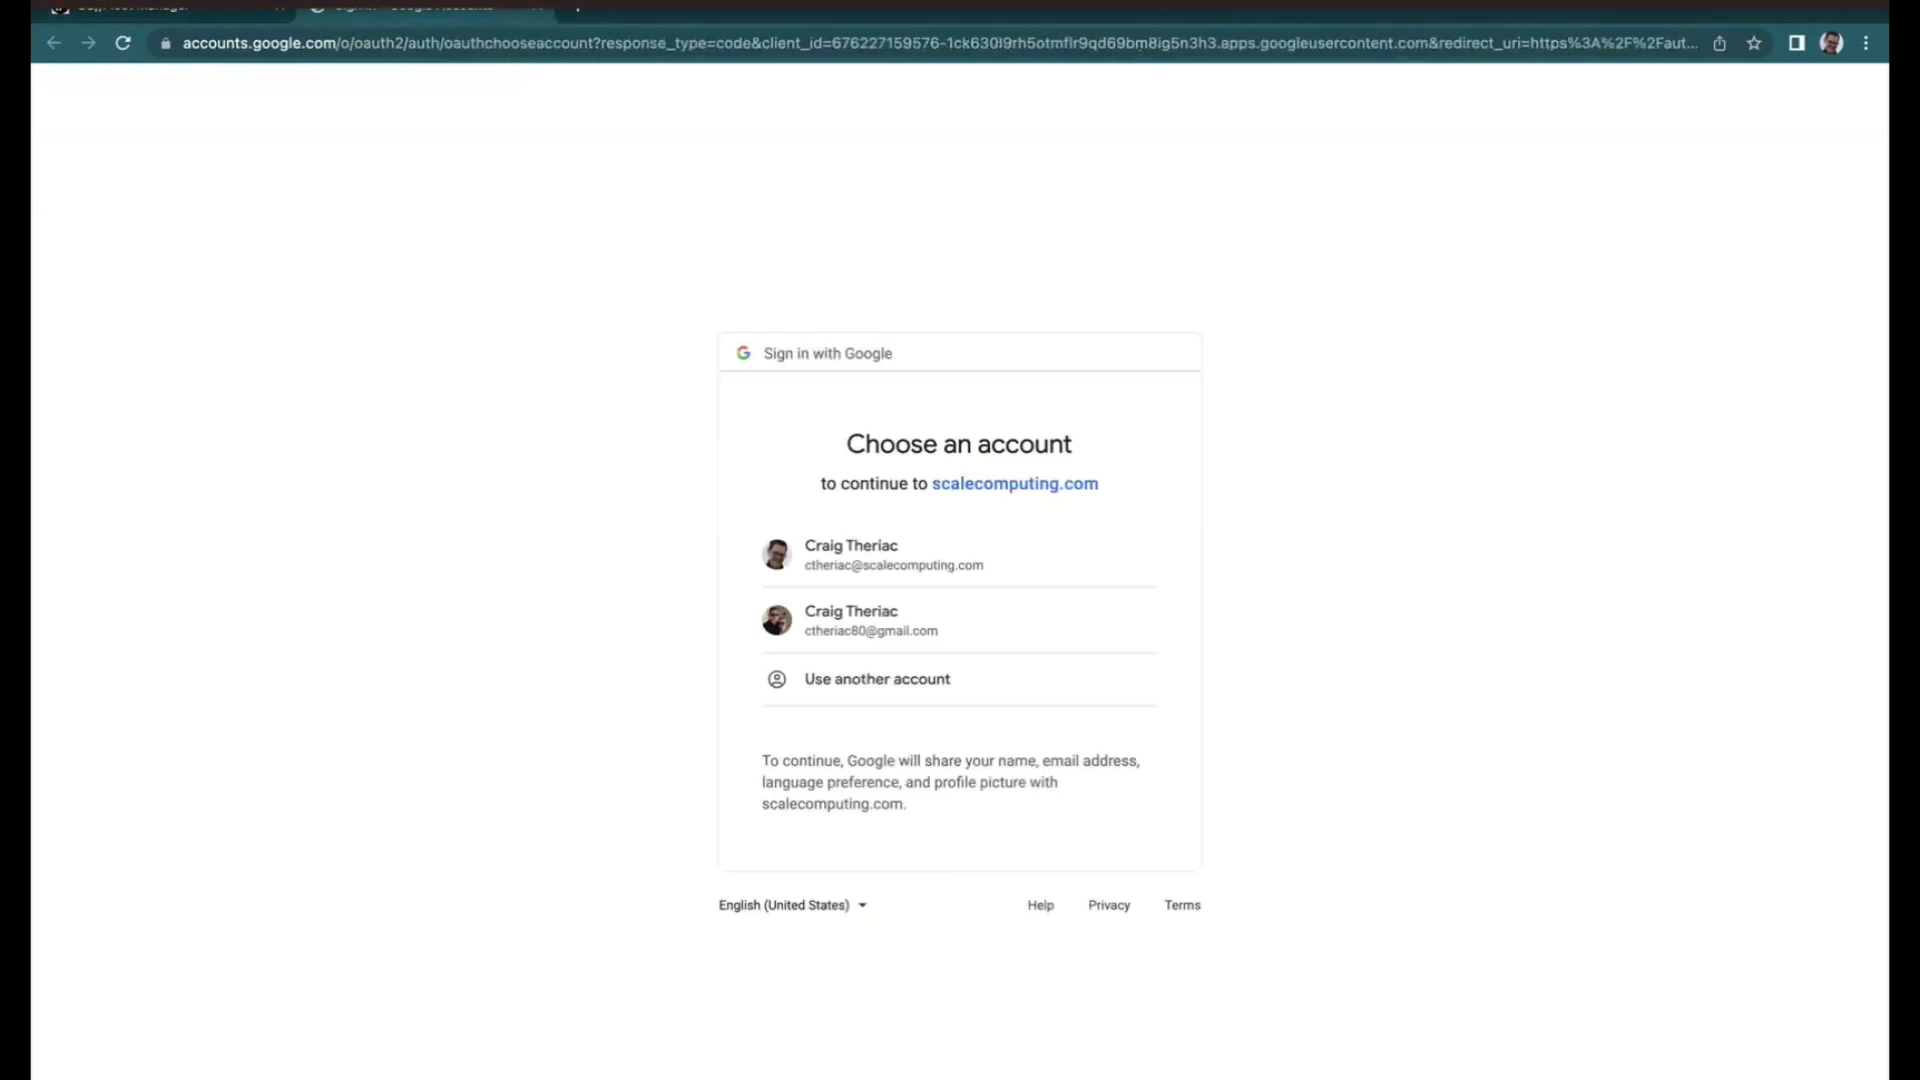 accounts.google.com/o/oauth2/auth/oauthchooseaccount?response_type=code&client_id=676227159576-1ck630l9rh5otmflr9qd69bm8ig5n3h3.apps.googleusercontent.com&redirect_uri=https%3A%2F%2Faut...
Sign in with Google
Choose an account
to continue to scalecomputing.com
Craig Theriac
ctheriac@scalecomputing.com
Craig Theriac
ctheriac80@gmail.com
Use another account
To continue, Google will share your name, email address,
language preference, and profile picture with
scalecomputing.com.
English (United States)
Help Privacy Terms